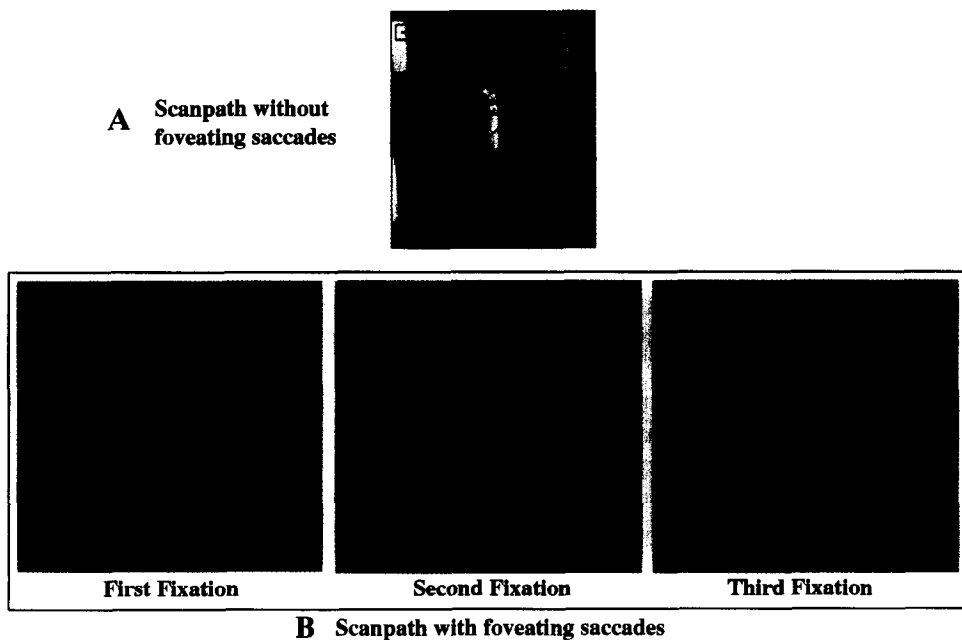 A Scanpath without
foveating saccades
First Fixation
Second Fixation
Third Fixation
B Scanpath with foveating saccades